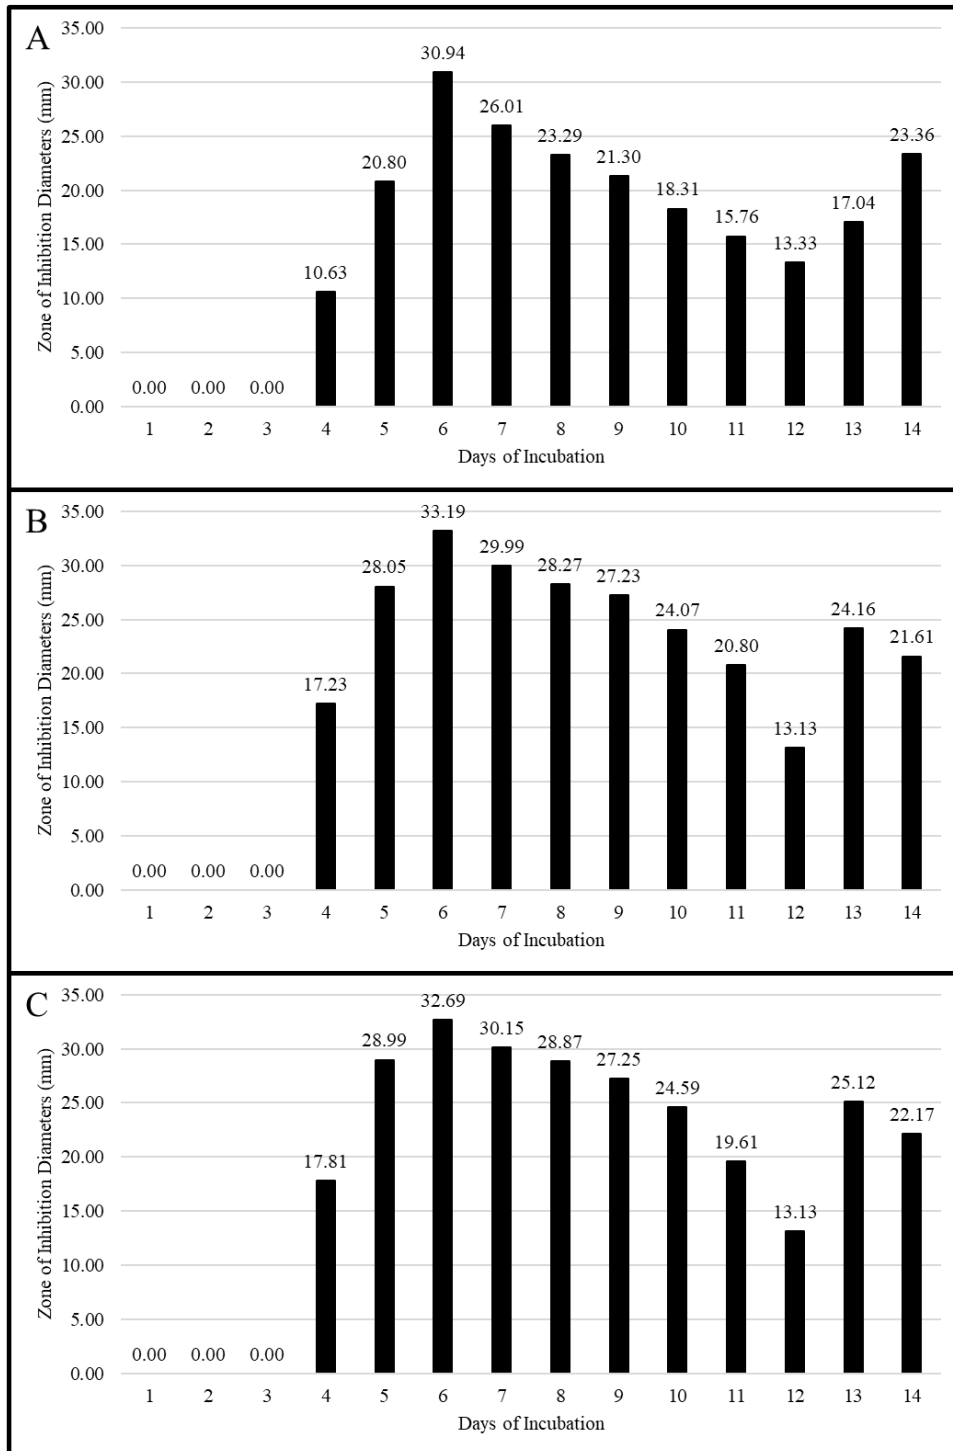 A
Zone of Inhibition Diameters (mm)
35.00
30.00
25.00
20.00
15.00
10.00
5.00
0.00
0.00 0.00 0.00 10.63 20.80 30.94 26.01 23.29 21.30 18.31 15.76 13.33 17.04 23.36
1 2 3 4 5 6 7 8 9 10 11 12 13 14
Days of Incubation
B
Zone of Inhibition Diameters (mm)
35.00
30.00
25.00
20.00
15.00
10.00
5.00
0.00
0.00 0.00 0.00 17.23 28.05 33.19 29.99 28.27 27.23 24.07 20.80 13.13 24.16 21.61
1 2 3 4 5 6 7 8 9 10 11 12 13 14
Days of Incubation
C
Zone of Inhibition Diameters (mm)
35.00
30.00
25.00
20.00
15.00
10.00
5.00
0.00
0.00 0.00 0.00 17.81 28.99 32.69 30.15 28.87 27.25 24.59 19.61 13.13 25.12 22.17
1 2 3 4 5 6 7 8 9 10 11 12 13 14
Days of Incubation